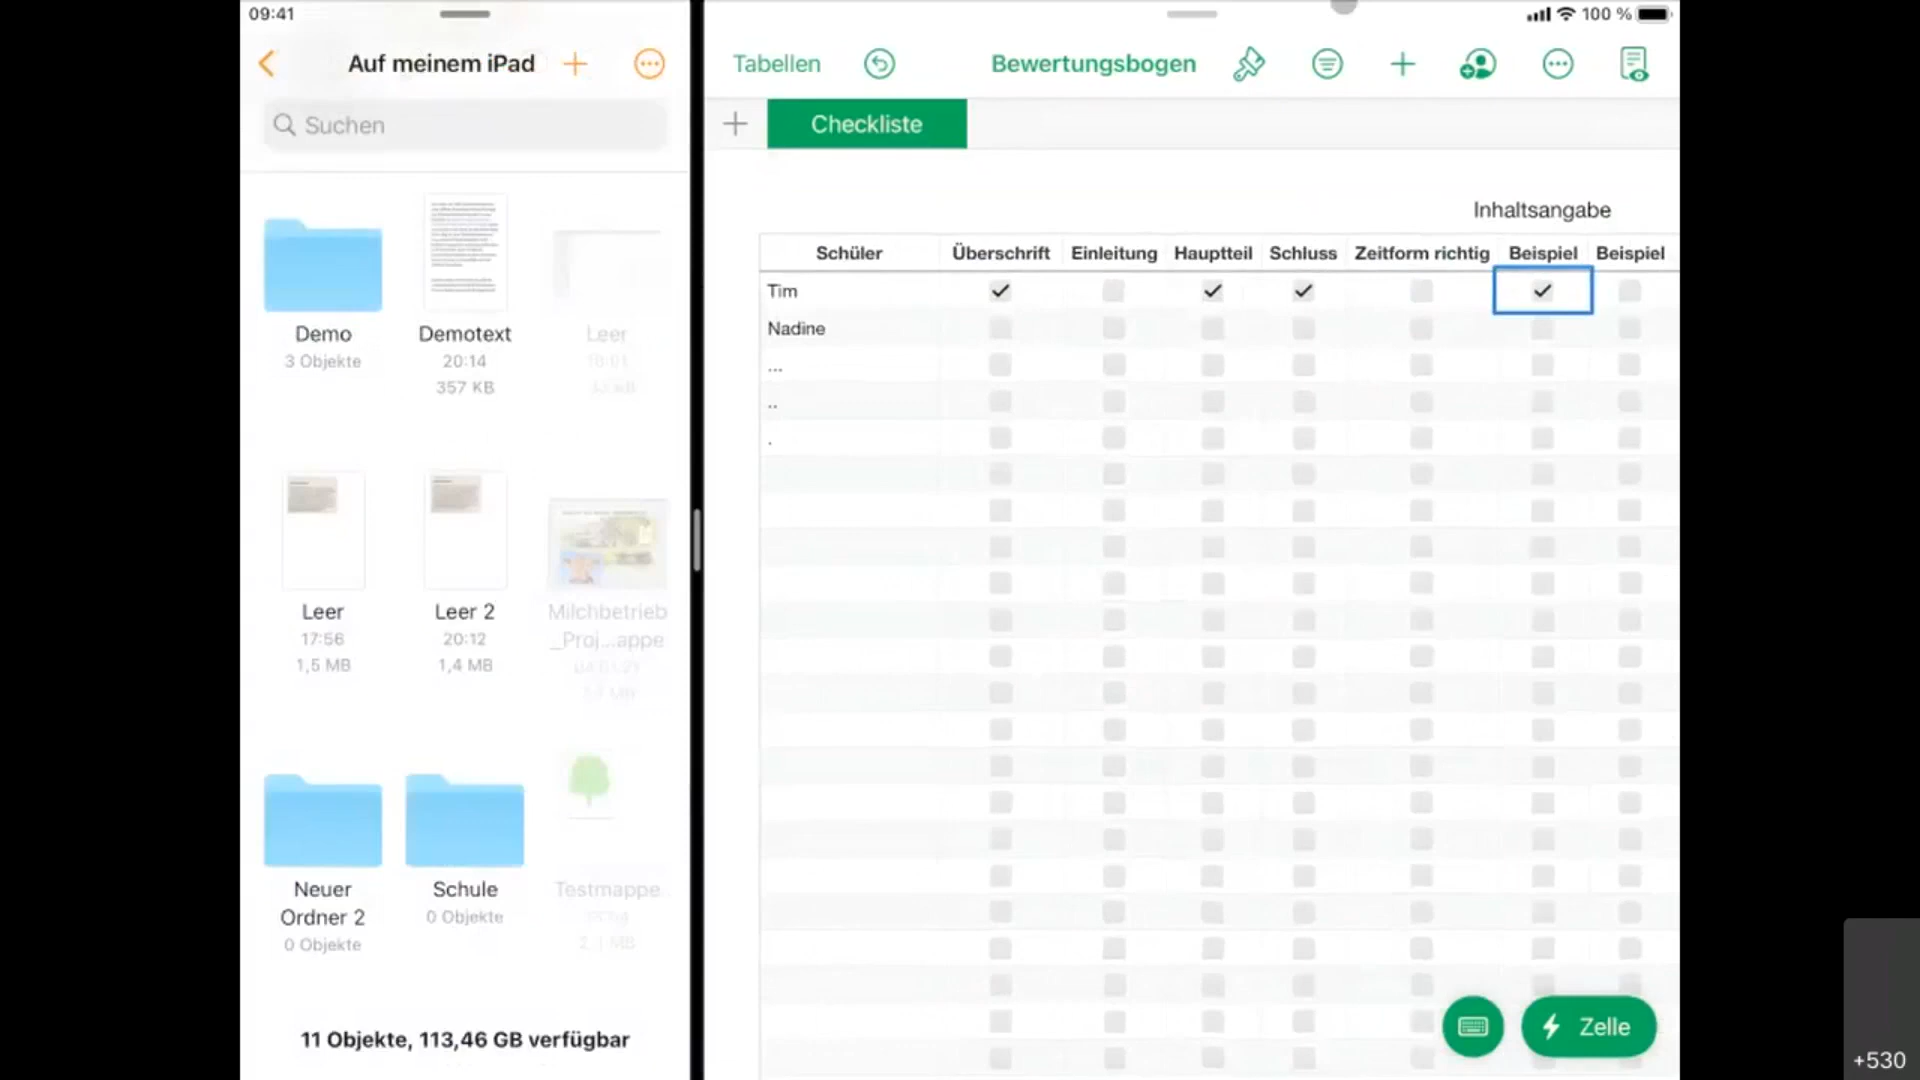 09:41
Auf meinem iPad
Suchen
Demo
3 Objekte
Demotext
20:14
357 KB
Leer
Leer
17:56
1,5 MB
Leer 2
20:12
1,4 MB
Milchbetrieb
_Proj...appe
Neuer
Ordner 2
0 Objekte
Schule
0 Objekte
Testmappe
11 Objekte, 113,46 GB verfügbar
100 %
Tabellen
Bewertungsbogen
Checkliste
Inhaltsangabe
Schüler Überschrift Einleitung Hauptteil Schluss Zeitform richtig Beispiel Beispiel
Tim
Nadine
...
..
.
Zelle
+530